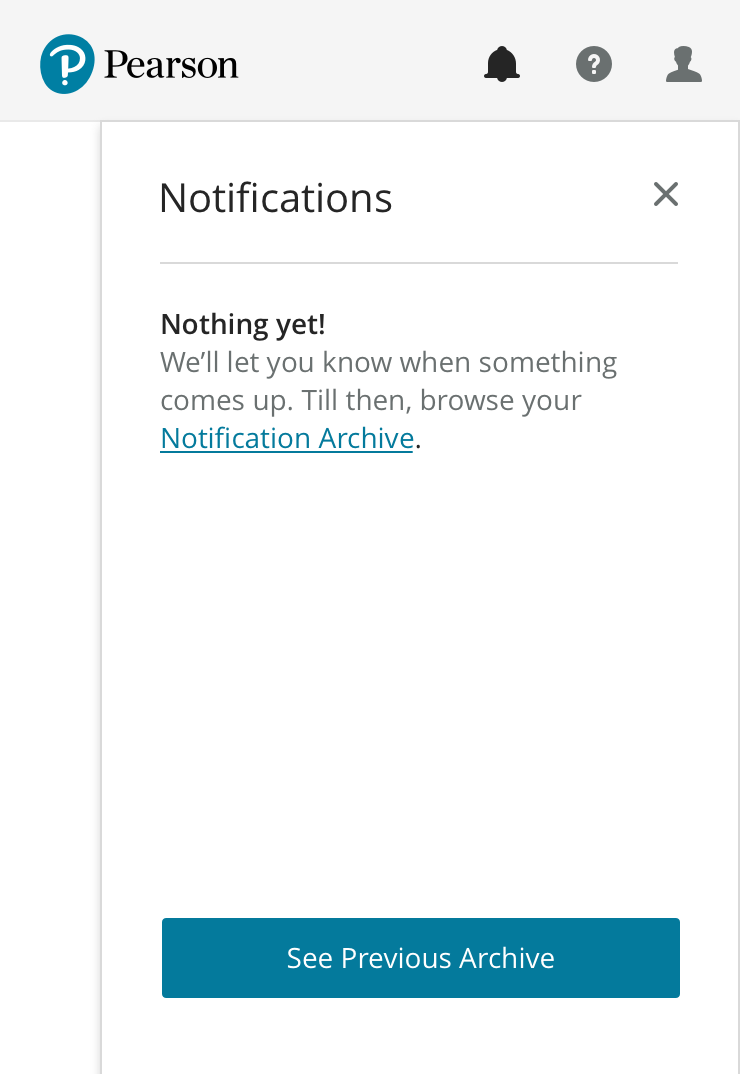 Pearson
?
Notifications
Nothing yet!
We’ll let you know when something
comes up. Till then, browse your
Notification Archive.
See Previous Archive